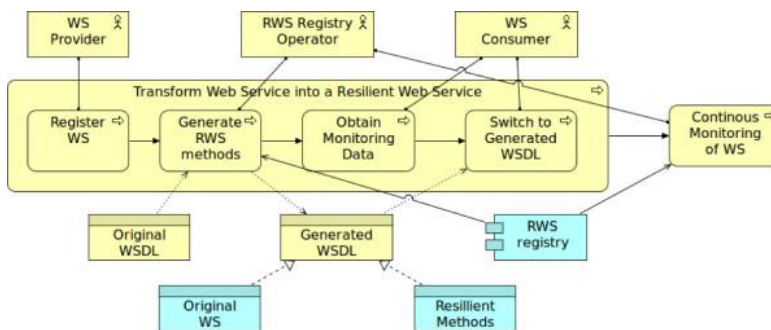 WS
Provider
RWS Registry
Operator
WS
Consumer
Transform Web Service into a Resilient Web Service
Register
WS
Generate
RWS
methods
Obtain
Monitoring
Data
Switch to
Generated
WSDL
Continous
Monitoring
of WS
Original
WSDL
Generated
WSDL
RWS
registry
Original
WS
Resillient
Methods